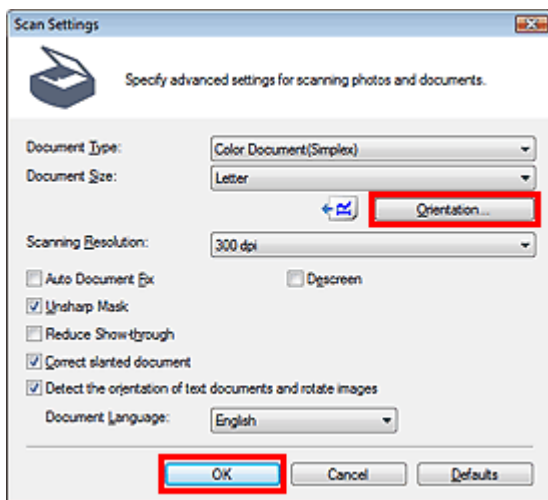 Scan Settings
Specify advanced settings for scanning photos and documents.
Document Type: Color Document(Simplex)
Document Size: Letter
Orientation...
Scanning Resolution: 300 dpi
Auto Document Fix Descreen
Unsharp Mask
Reduce Show-through
Correct slanted document
Detect the orientation of text documents and rotate images
Document Language: English
OK Cancel Defaults